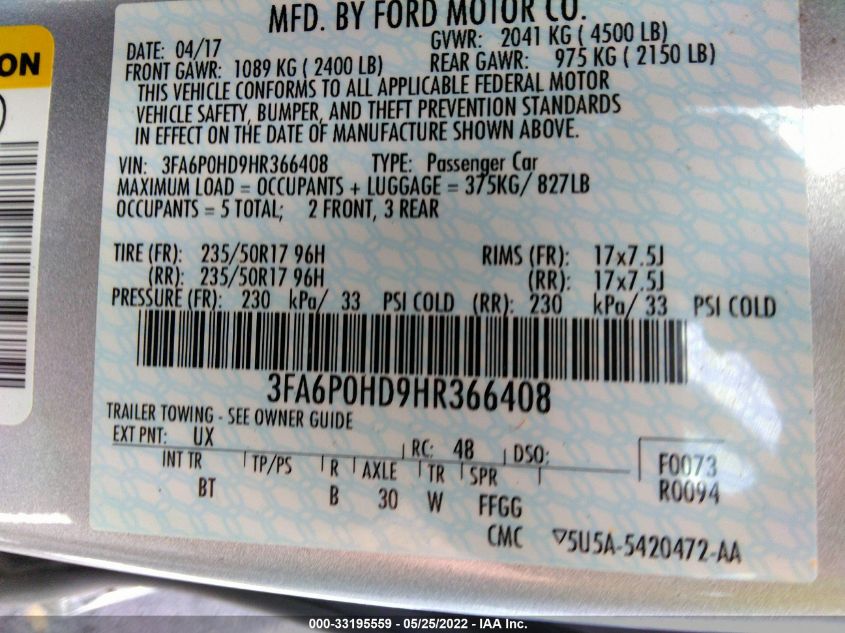 MFD. BY FORD MOTOR CO.
DATE: 04/17 GVWR: 2041 KG ( 4500 LB)
FRONT GAWR: 1089 KG ( 2400 LB) REAR GAWR: 975 KG ( 2150 LB)
THIS VEHICLE CONFORMS TO ALL APPLICABLE FEDERAL MOTOR
VEHICLE SAFETY, BUMPER, AND THEFT PREVENTION STANDARDS
IN EFFECT ON THE DATE OF MANUFACTURE SHOWN ABOVE.
VIN: 3FA6P0HD9HR366408 TYPE: Passenger Car
MAXIMUM LOAD = OCCUPANTS + LUGGAGE = 375KG/ 827LB
OCCUPANTS = 5 TOTAL; 2 FRONT, 3 REAR
TIRE (FR): 235/50R17 96H RIMS (FR): 17x7.5J
(RR): 235/50R17 96H (RR): 17x7.5J
PRESSURE (FR): 230 kPa/ 33 PSI COLD (RR): 230 kPa/ 33 PSI COLD
3FA6P0HD9HR366408
TRAILER TOWING - SEE OWNER GUIDE
EXT PNT: UX RC: 48 DSO:
INT TR TP/PS R AXLE TR SPR F0073
BT B 30 W FFGG R0094
CMC 5U5A-5420472-AA
000-33195559 — 05/25/2022 — IAA Inc.